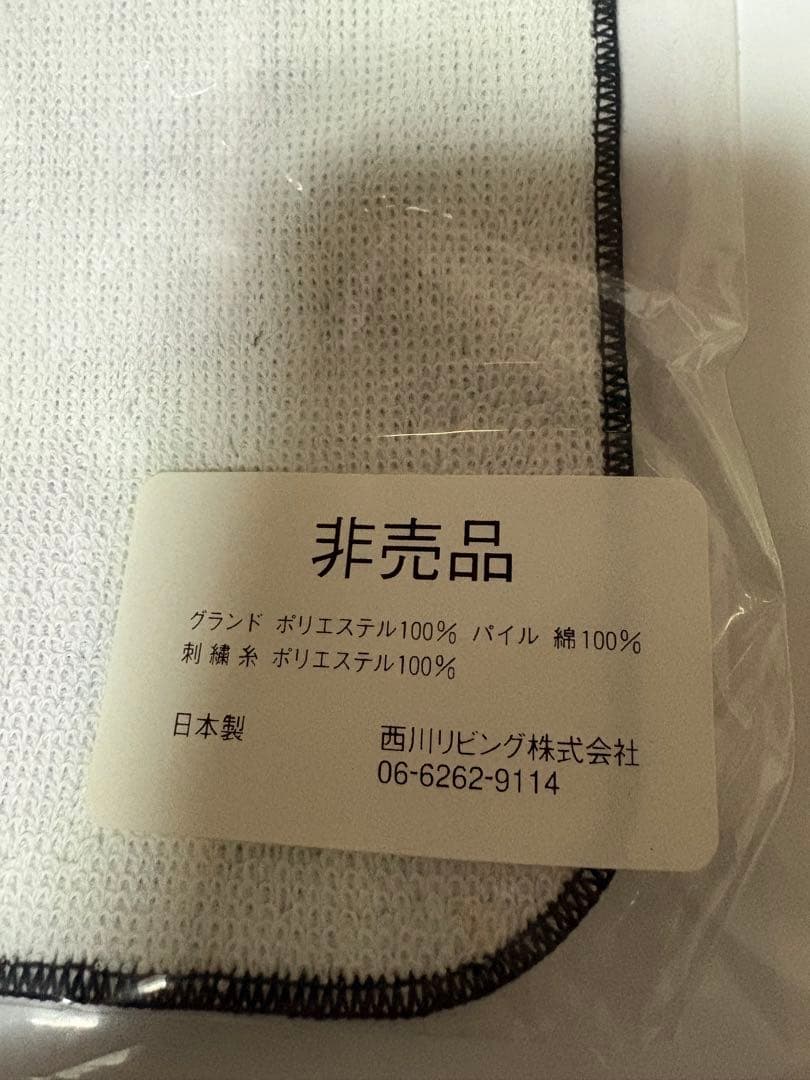 非売品
グランド ポリエステル100% パイル 綿100%
刺繍糸 ポリエステル100%
日本製
西川リビング株式会社
06-6262-9114